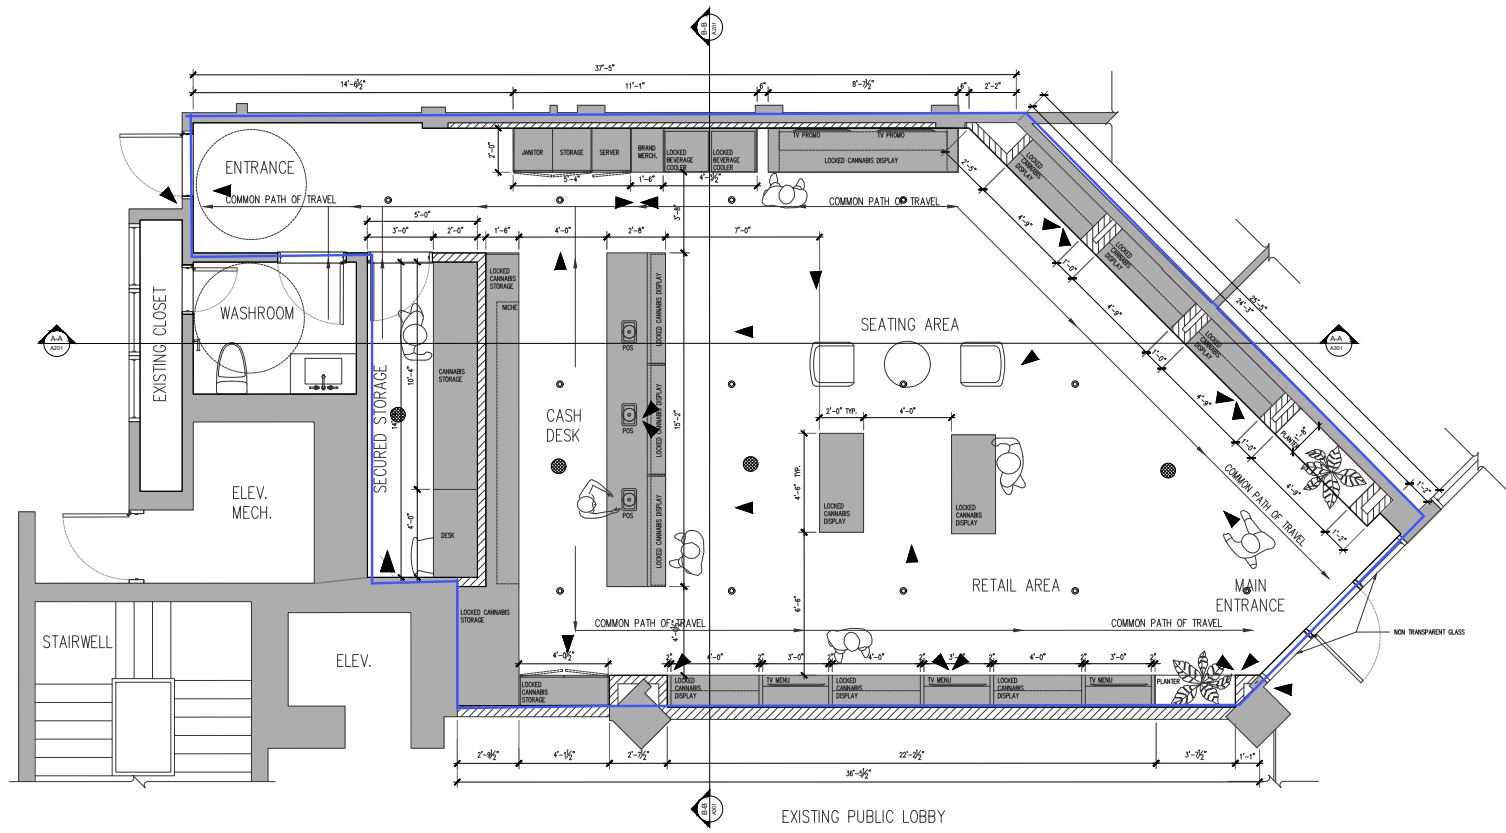 B-B
A201
37'-5"
14'-6½"
11'-1"
6"
8'-7½"
6"
2'-2"
ENTRANCE
COMMON PATH OF TRAVEL
2'-0"
JANITOR
STORAGE
SERVER
BRAND
MERCH.
LOCKED
BEVERAGE
COOLER
LOCKED
BEVERAGE
COOLER
TV PROMO
TV PROMO
LOCKED CANNABIS DISPLAY
5'-4"
1'-6"
4'-3½"
COMMON PATH OF TRAVEL
2'-5"
3'-8"
5'-0"
3'-0"
2'-0"
1'-6"
4'-0"
2'-8"
7'-0"
LOCKED
CANNABIS
DISPLAY
LOCKED
CANNABIS
DISPLAY
LOCKED
CANNABIS
DISPLAY
4'-9"
1'-0"
4'-9"
1'-0"
4'-9"
1'-0"
4'-9"
1'-2"
25'-5"
24'-3"
1'-2"
PLANTER
EXISTING CLOSET
WASHROOM
SECURED STORAGE
10'-4"
4'-0"
CANNABIS
STORAGE
DESK
LOCKED
CANNABIS
STORAGE
NICHE
CASH
DESK
POS
POS
POS
LOCKED CANNABIS DISPLAY
LOCKED CANNABIS DISPLAY
LOCKED CANNABIS DISPLAY
15'-2"
A-A
A201
A-A
A301
SEATING AREA
2'-0" TYP.
4'-0"
4'-6" TYP.
LOCKED
CANNABIS
DISPLAY
LOCKED
CANNABIS
DISPLAY
6'-6"
COMMON PATH OF TRAVEL
ELEV.
MECH.
RETAIL AREA
MAIN
ENTRANCE
NON TRANSPARENT GLASS
STAIRWELL
ELEV.
LOCKED CANNABIS
STORAGE
COMMON PATH OF TRAVEL
COMMON PATH OF TRAVEL
4'-0½"
2"
4'-0"
2"
3'-0"
2"
4'-0"
2"
3'-0"
2"
4'-0"
2"
3'-0"
2"
LOCKED
CANNABIS
STORAGE
LOCKED
CANNABIS
DISPLAY
TV MENU
LOCKED
CANNABIS
DISPLAY
TV MENU
LOCKED
CANNABIS
DISPLAY
TV MENU
PLANTER
2'-9½"
4'-1½"
2'-7½"
22'-2½"
3'-7½"
1'-1"
36'-5½"
B-B
A301
EXISTING PUBLIC LOBBY